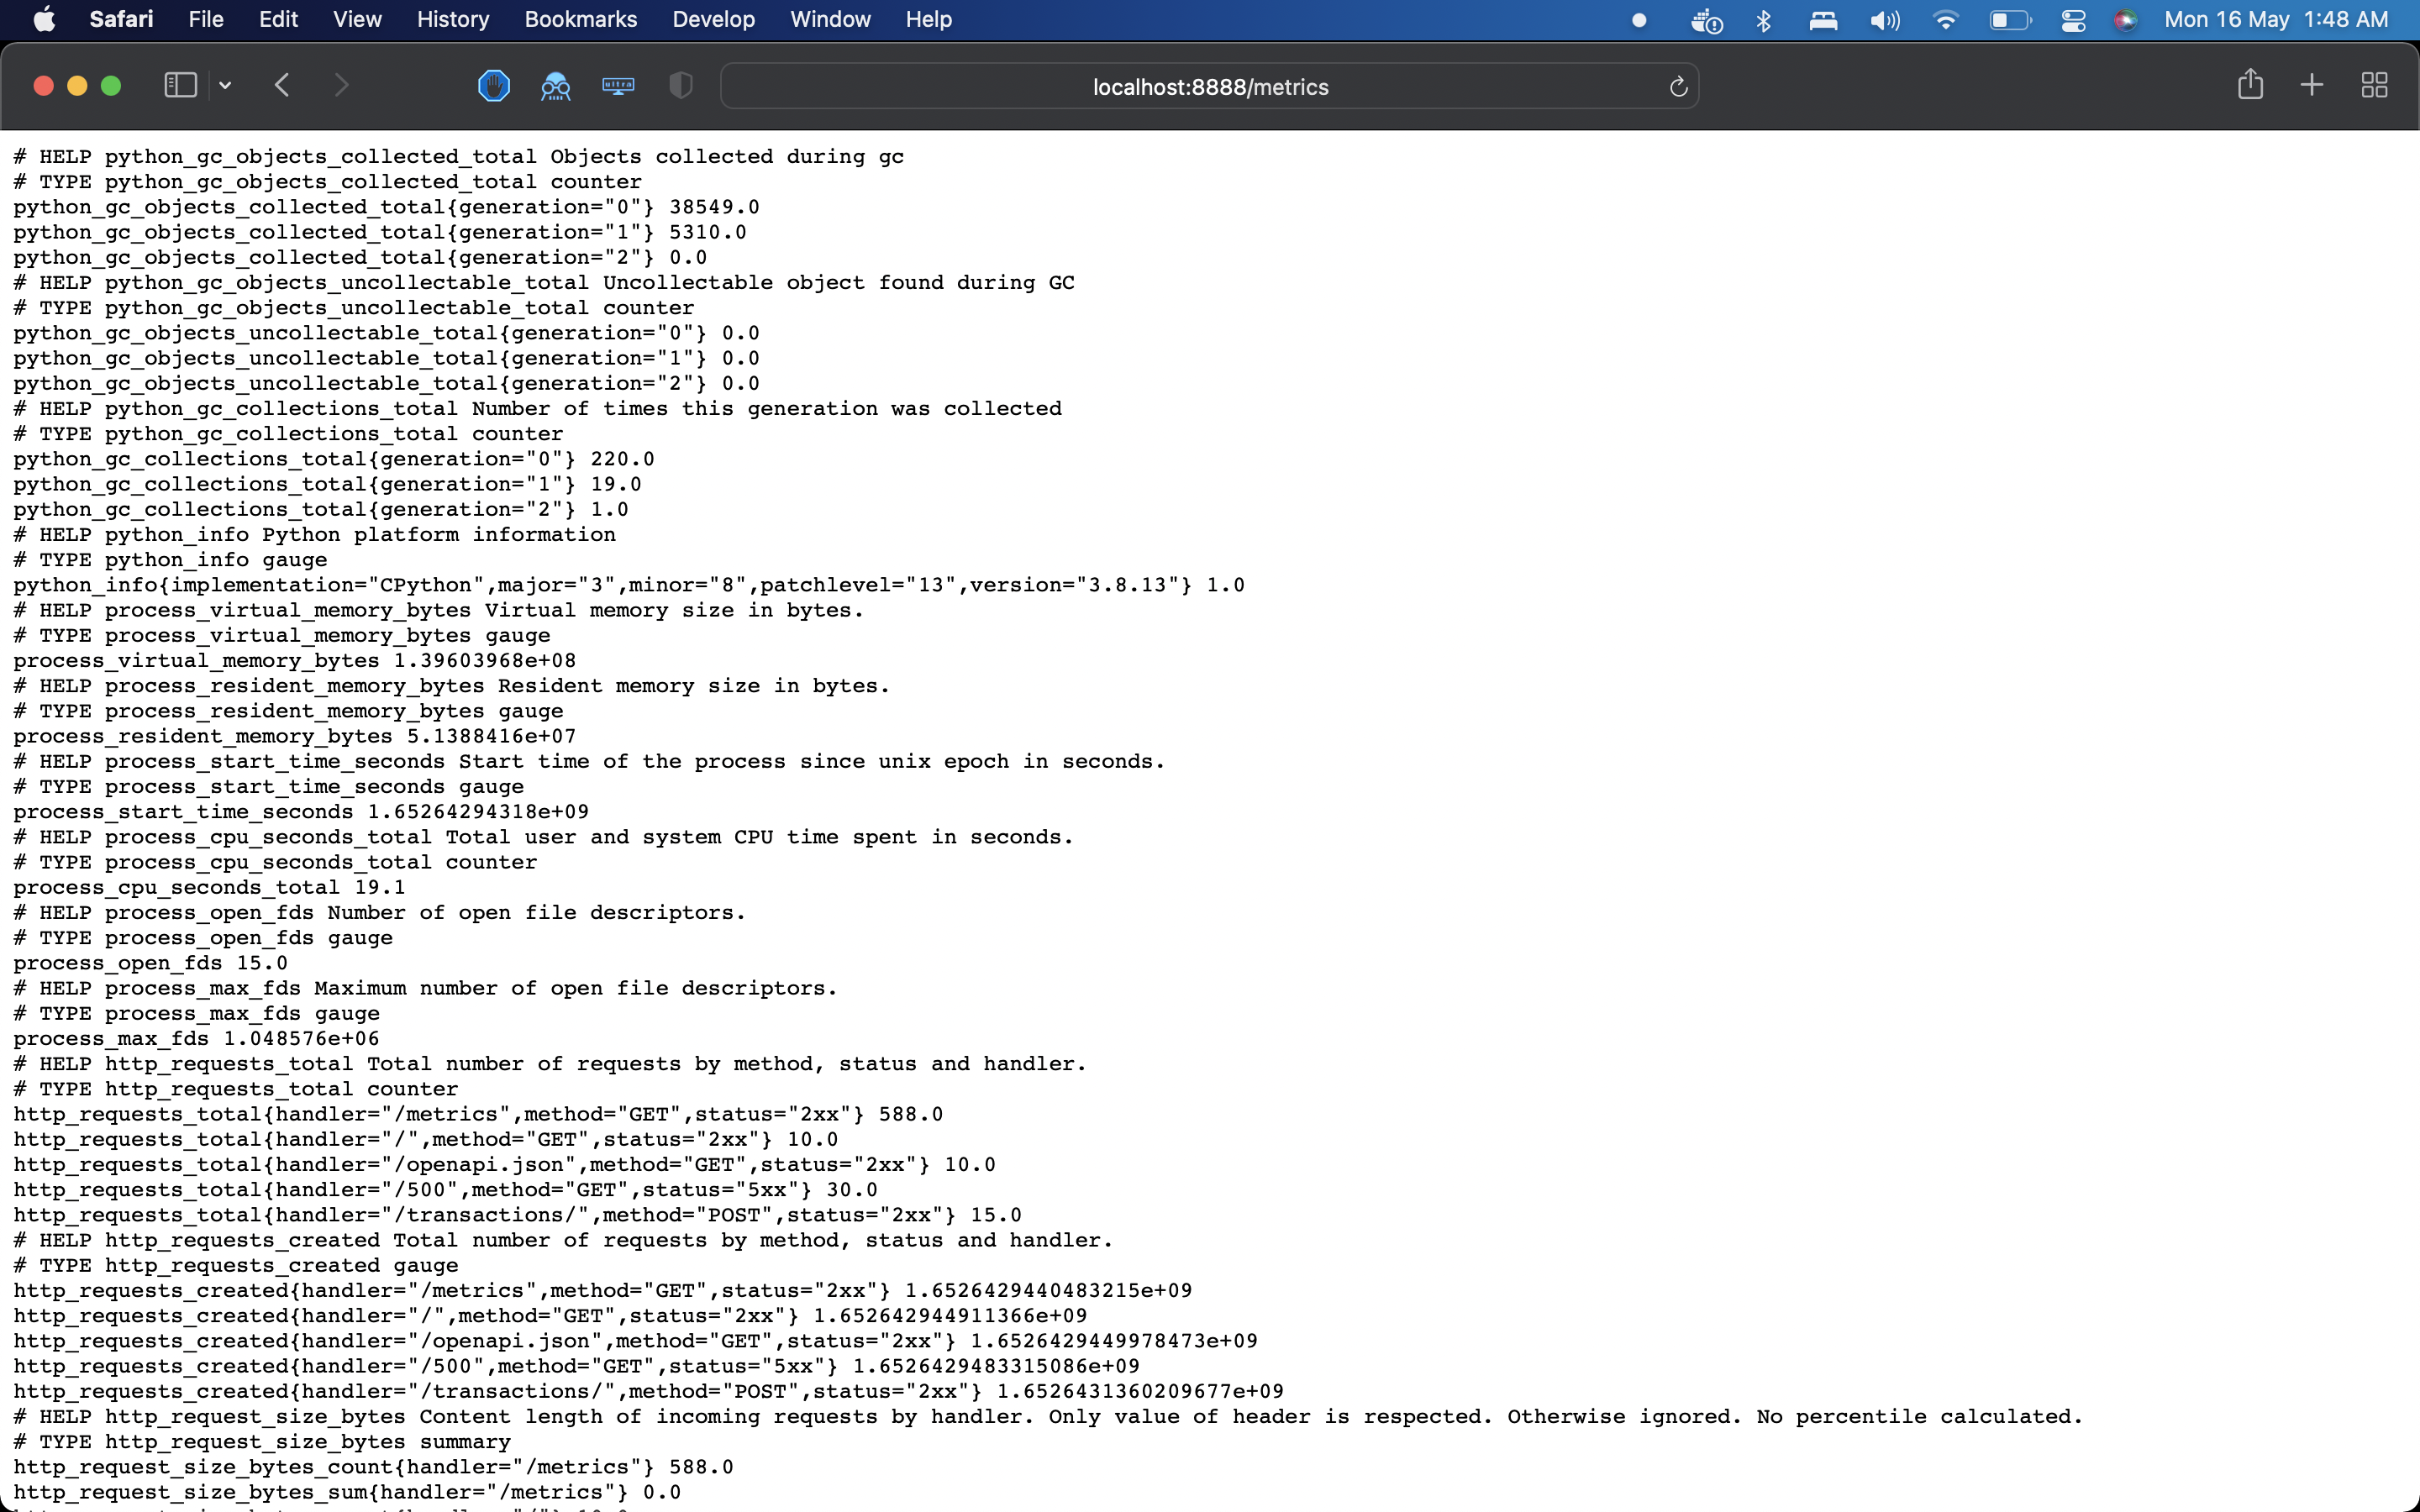 Safari File Edit View History Bookmarks Develop Window Help Mon 16 May 1:48 AM
ultra localhost:8888/metrics
# HELP python_gc_objects_collected_total Objects collected during gc
# TYPE python_gc_objects_collected_total counter
python_gc_objects_collected_total{generation="0"} 38549.0
python_gc_objects_collected_total{generation="1"} 5310.0
python_gc_objects_collected_total{generation="2"} 0.0
# HELP python_gc_objects_uncollectable_total Uncollectable object found during GC
# TYPE python_gc_objects_uncollectable_total counter
python_gc_objects_uncollectable_total{generation="0"} 0.0
python_gc_objects_uncollectable_total{generation="1"} 0.0
python_gc_objects_uncollectable_total{generation="2"} 0.0
# HELP python_gc_collections_total Number of times this generation was collected
# TYPE python_gc_collections_total counter
python_gc_collections_total{generation="0"} 220.0
python_gc_collections_total{generation="1"} 19.0
python_gc_collections_total{generation="2"} 1.0
# HELP python_info Python platform information
# TYPE python_info gauge
python_info{implementation="CPython",major="3",minor="8",patchlevel="13",version="3.8.13"} 1.0
# HELP process_virtual_memory_bytes Virtual memory size in bytes.
# TYPE process_virtual_memory_bytes gauge
process_virtual_memory_bytes 1.39603968e+08
# HELP process_resident_memory_bytes Resident memory size in bytes.
# TYPE process_resident_memory_bytes gauge
process_resident_memory_bytes 5.1388416e+07
# HELP process_start_time_seconds Start time of the process since unix epoch in seconds.
# TYPE process_start_time_seconds gauge
process_start_time_seconds 1.65264294318e+09
# HELP process_cpu_seconds_total Total user and system CPU time spent in seconds.
# TYPE process_cpu_seconds_total counter
process_cpu_seconds_total 19.1
# HELP process_open_fds Number of open file descriptors.
# TYPE process_open_fds gauge
process_open_fds 15.0
# HELP process_max_fds Maximum number of open file descriptors.
# TYPE process_max_fds gauge
process_max_fds 1.048576e+06
# HELP http_requests_total Total number of requests by method, status and handler.
# TYPE http_requests_total counter
http_requests_total{handler="/metrics",method="GET",status="2xx"} 588.0
http_requests_total{handler="/",method="GET",status="2xx"} 10.0
http_requests_total{handler="/openapi.json",method="GET",status="2xx"} 10.0
http_requests_total{handler="/500",method="GET",status="5xx"} 30.0
http_requests_total{handler="/transactions/",method="POST",status="2xx"} 15.0
# HELP http_requests_created Total number of requests by method, status and handler.
# TYPE http_requests_created gauge
http_requests_created{handler="/metrics",method="GET",status="2xx"} 1.6526429440483215e+09
http_requests_created{handler="/",method="GET",status="2xx"} 1.652642944911366e+09
http_requests_created{handler="/openapi.json",method="GET",status="2xx"} 1.6526429449978473e+09
http_requests_created{handler="/500",method="GET",status="5xx"} 1.6526429483315086e+09
http_requests_created{handler="/transactions/",method="POST",status="2xx"} 1.6526431360209677e+09
# HELP http_request_size_bytes Content length of incoming requests by handler. Only value of header is respected. Otherwise ignored. No percentile calculated.
# TYPE http_request_size_bytes summary
http_request_size_bytes_count{handler="/metrics"} 588.0
http_request_size_bytes_sum{handler="/metrics"} 0.0